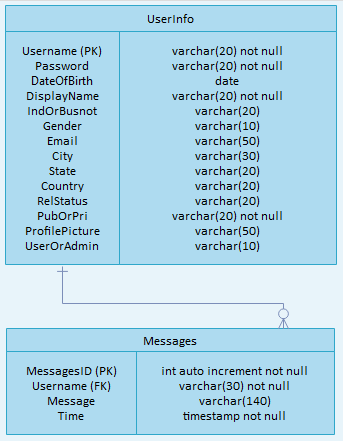 UserInfo
Username (PK) varchar(20) not null
Password varchar(20) not null
DateOfBirth date
DisplayName varchar(20) not null
IndOrBusnot varchar(20)
Gender varchar(10)
Email varchar(50)
City varchar(30)
State varchar(20)
Country varchar(20)
RelStatus varchar(20)
PubOrPri varchar(20) not null
ProfilePicture varchar(50)
UserOrAdmin varchar(10)
Messages
MessagesID (PK) int auto increment not null
Username (FK) varchar(30) not null
Message varchar(140)
Time timestamp not null